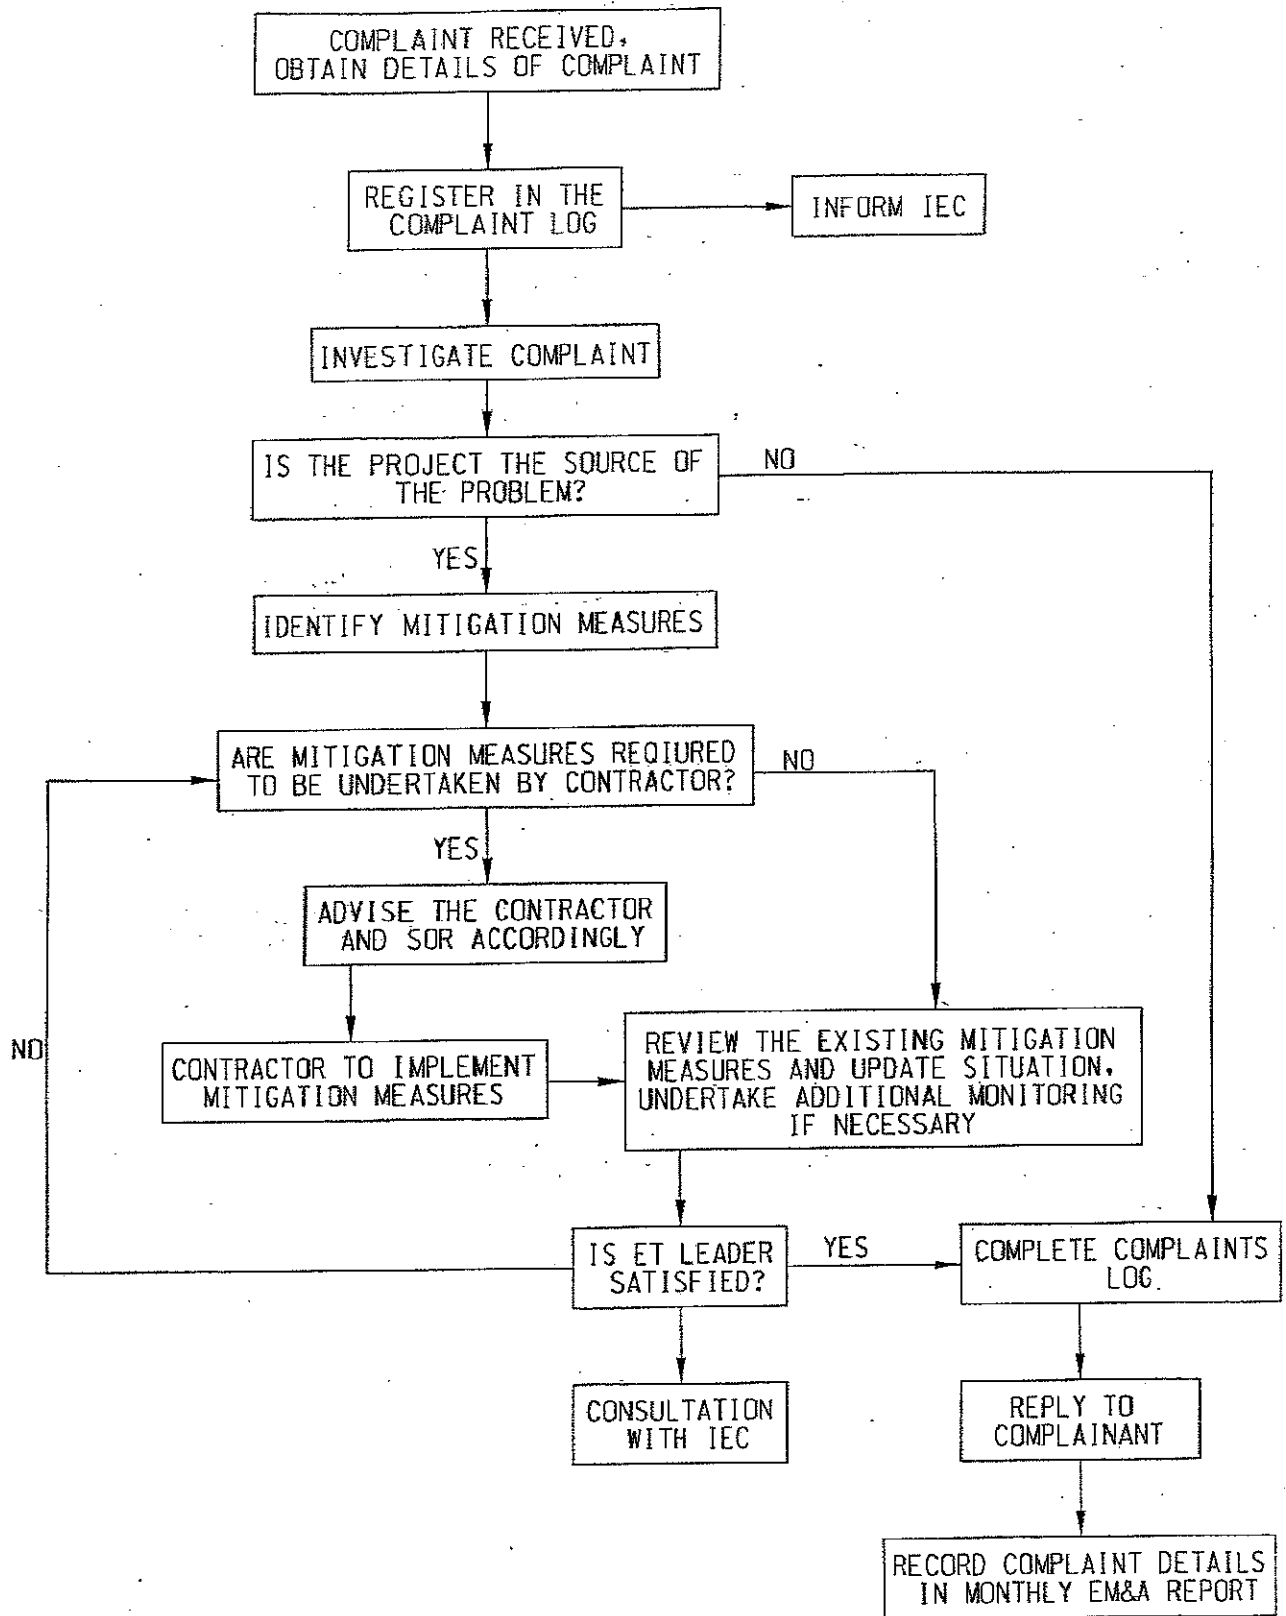 COMPLAINT RECEIVED,
OBTAIN DETAILS OF COMPLAINT
REGISTER IN THE
COMPLAINT LOG
INFORM IEC
INVESTIGATE COMPLAINT
IS THE PROJECT THE SOURCE OF
THE PROBLEM?
NO
YES
IDENTIFY MITIGATION MEASURES
ARE MITIGATION MEASURES REQIURED
TO BE UNDERTAKEN BY CONTRACTOR?
NO
YES
ADVISE THE CONTRACTOR
AND SOR ACCORDINGLY
NO
CONTRACTOR TO IMPLEMENT
MITIGATION MEASURES
REVIEW THE EXISTING MITIGATION
MEASURES AND UPDATE SITUATION,
UNDERTAKE ADDITIONAL MONITORING
IF NECESSARY
IS ET LEADER
SATISFIED?
YES
COMPLETE COMPLAINTS
LOG
CONSULTATION
WITH IEC
REPLY TO
COMPLAINANT
RECORD COMPLAINT DETAILS
IN MONTHLY EM&A REPORT